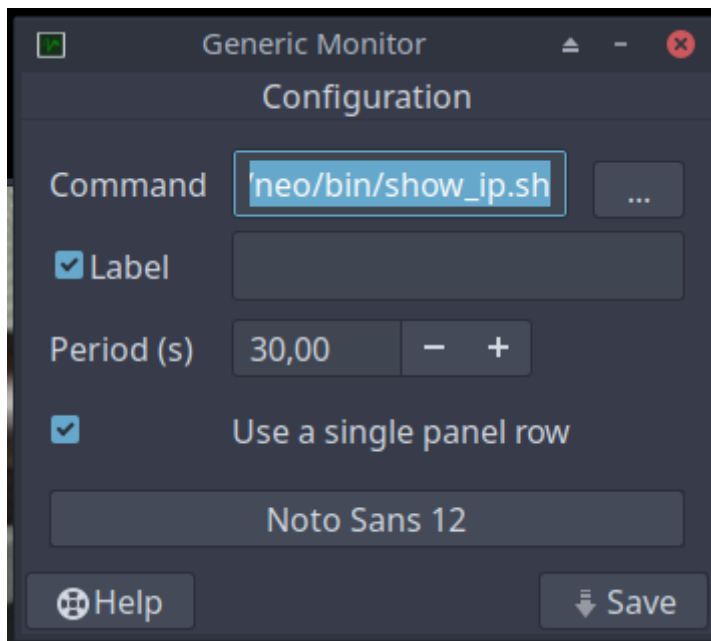 Generic Monitor
Configuration
Command /neo/bin/show_ip.sh ...
Label
Period (s) 30,00 − +
Use a single panel row
Noto Sans 12
Help Save